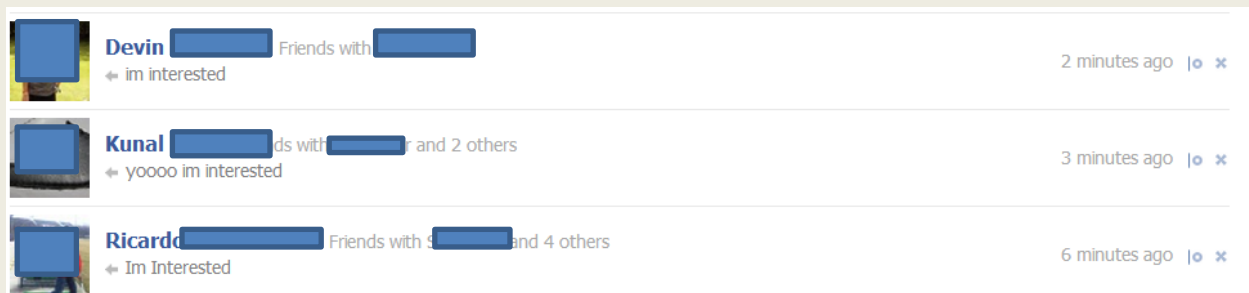 Devin Friends with
im interested
2 minutes ago
Kunal ds with r and 2 others
yoooo im interested
3 minutes ago
Ricardo Friends with S and 4 others
Im Interested
6 minutes ago